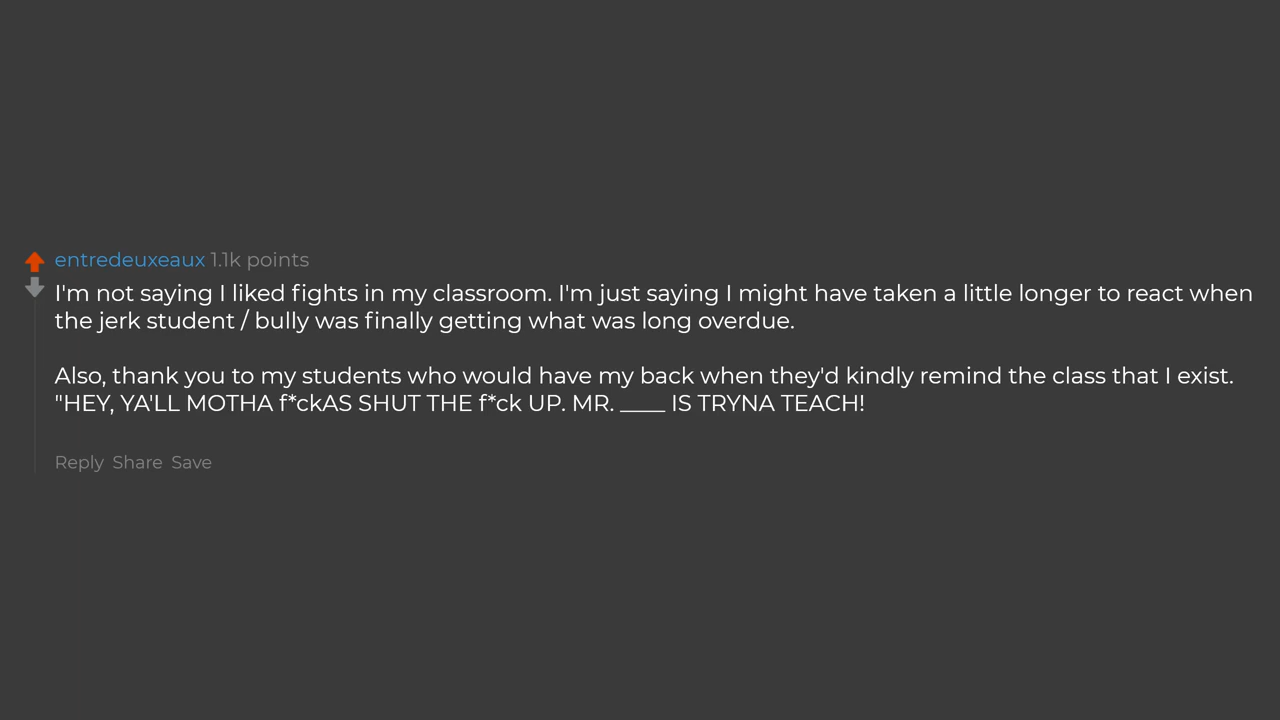 entredeuxeaux 1.1k points
I'm not saying I liked fights in my classroom. I'm just saying I might have taken a little longer to react when
the jerk student / bully was finally getting what was long overdue.
Also, thank you to my students who would have my back when they'd kindly remind the class that I exist.
"HEY, YA'LL MOTHA f*ckAS SHUT THE f*ck UP. MR. ____ IS TRYNA TEACH!
Reply Share Save